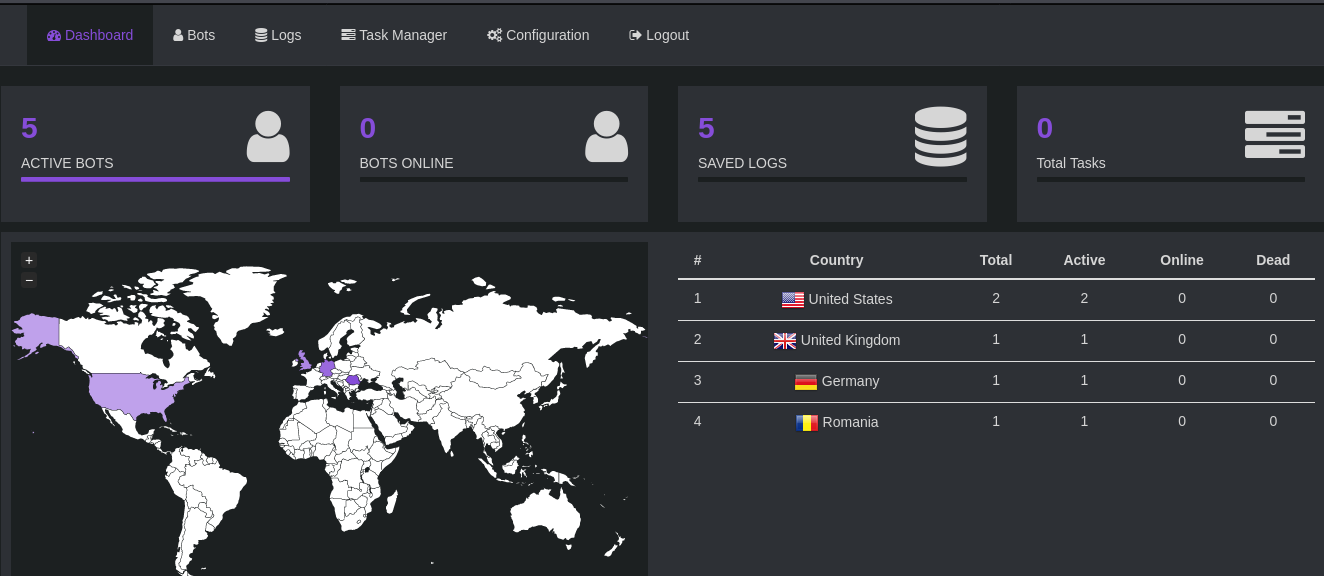 Dashboard Bots Logs Task Manager Configuration Logout
5
ACTIVE BOTS
0
BOTS ONLINE
5
SAVED LOGS
0
Total Tasks
+
−
# Country Total Active Online Dead
1 United States 2 2 0 0
2 United Kingdom 1 1 0 0
3 Germany 1 1 0 0
4 Romania 1 1 0 0